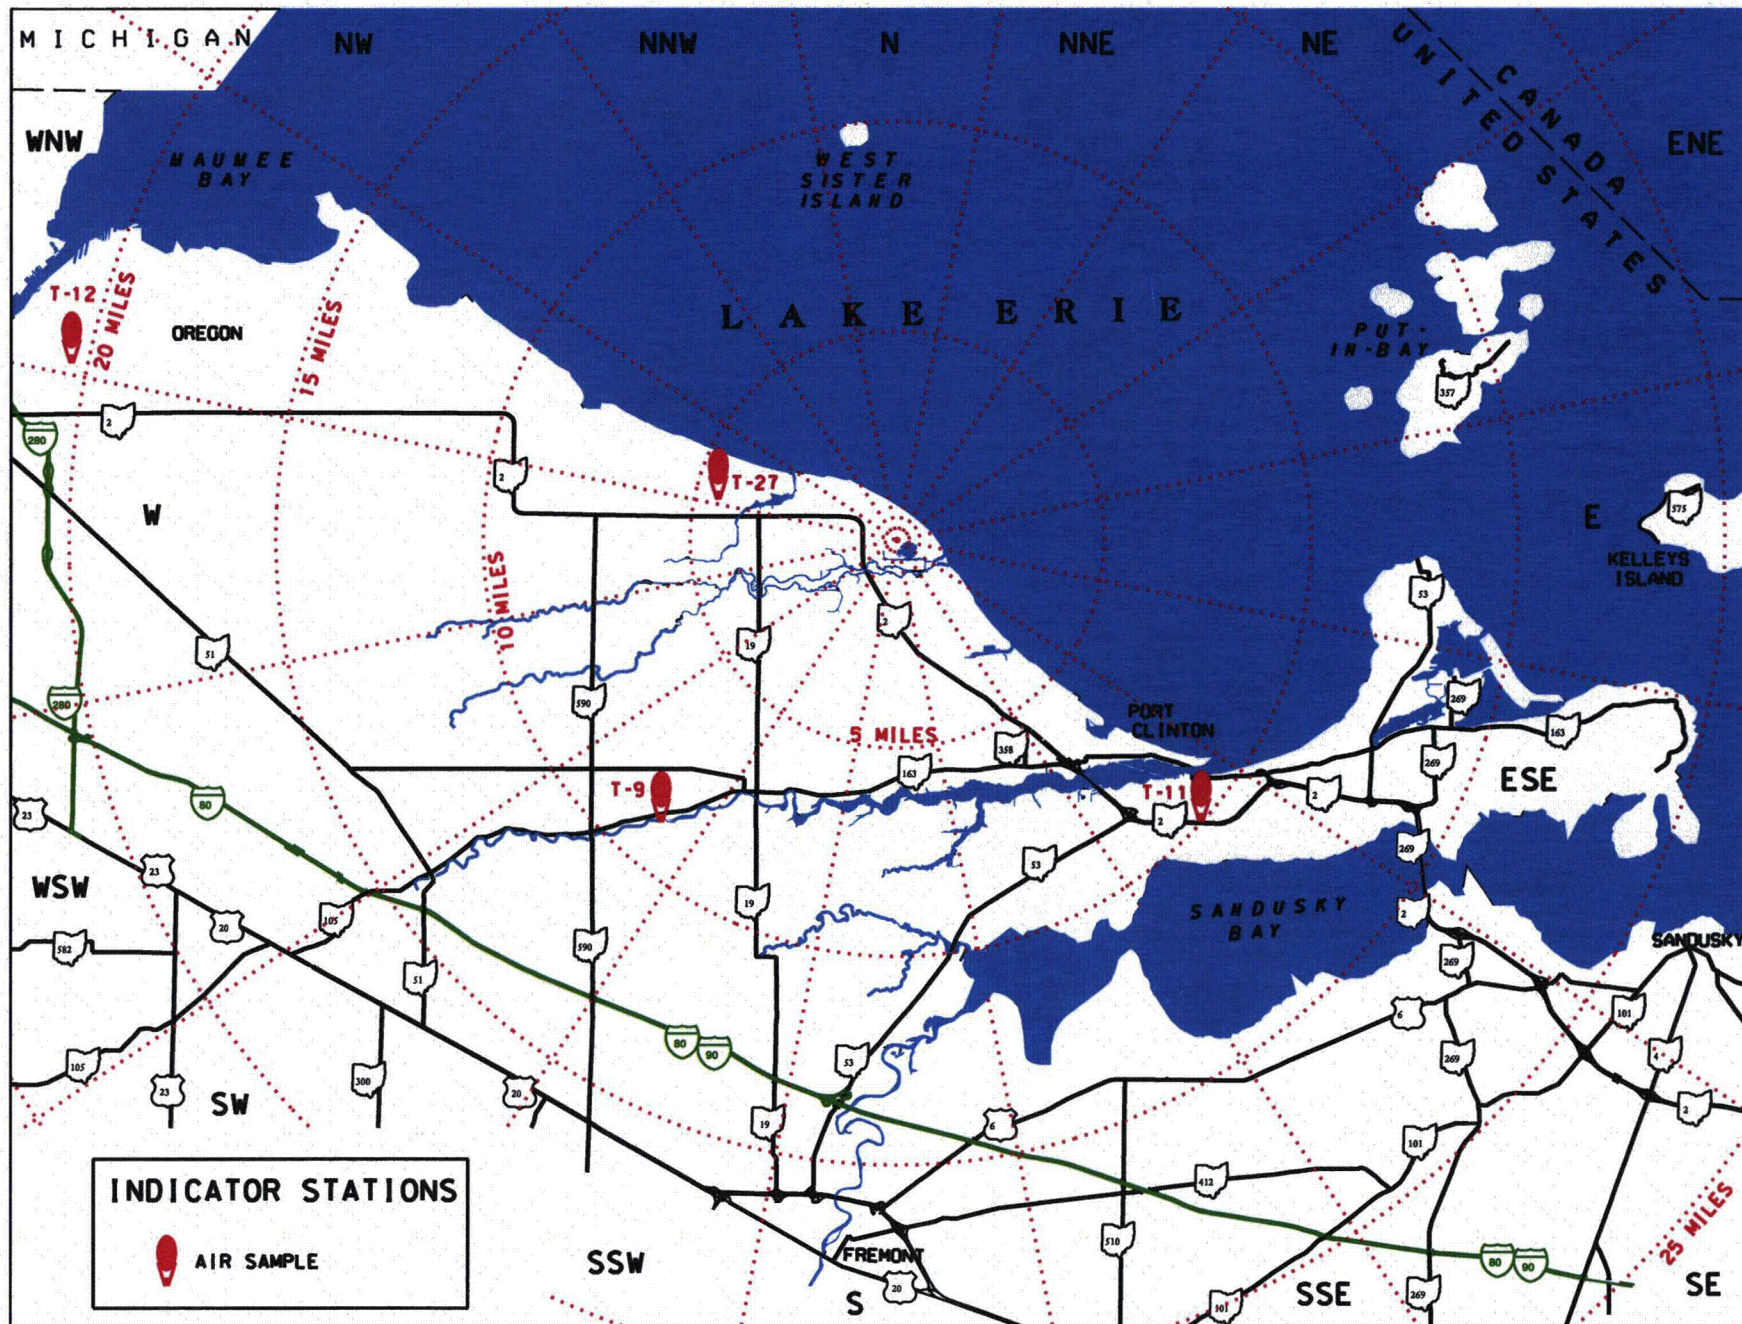 MICHIGAN
NW
NNW
N
NNE
NE
CANADA
UNITED STATES
WNW
ENE
MAUMEE
BAY
WEST
SISTER
ISLAND
T-12
20 MILES
OREGON
15 MILES
LAKE ERIE
PUT-
IN-BAY
357
2
280
2
T-27
W
E
575
KELLEYS
ISLAND
10 MILES
53
2
51
19
590
280
269
PORT
CLINTON
5 MILES
358
163
163
269
ESE
T-9
T-11
2
2
80
23
23
53
269
WSW
19
105
20
SANDUSKY
BAY
2
582
590
51
269
SANDUSKY
6
101
80
90
53
269
4
105
23
300
20
SW
19
6
2
101
412
INDICATOR STATIONS
AIR SAMPLE
510
25 MILES
FREMONT
SSW
80
90
20
S
SSE
SE
269
101